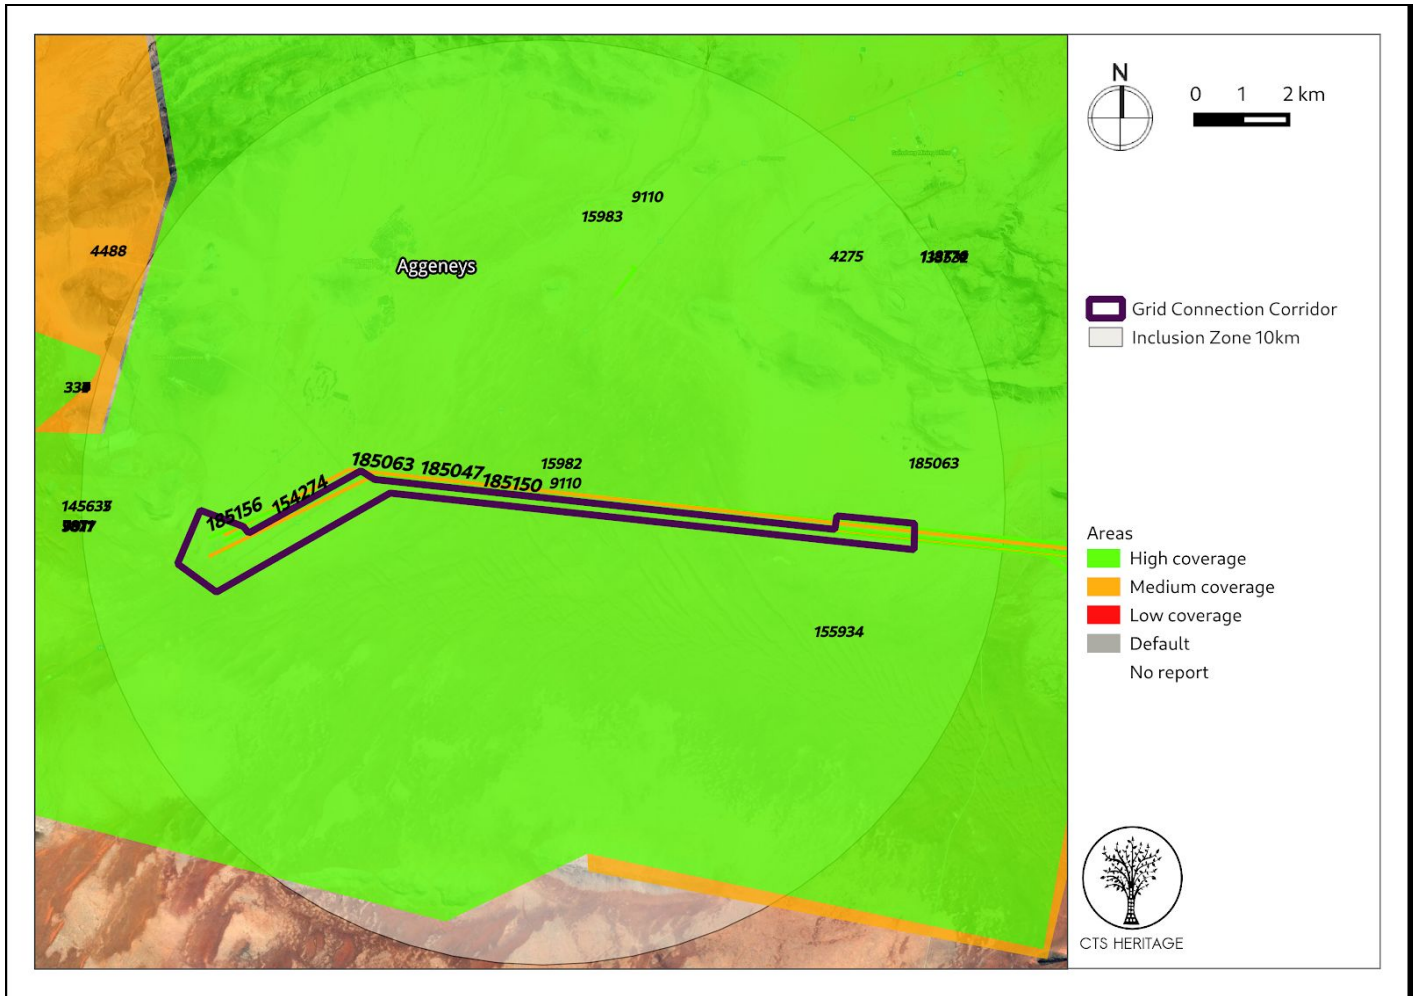 N
0 1 2 km
9110
15983
4488
4275
Aggeneys
Grid Connection Corridor
Inclusion Zone 10km
185063
185047
15982
185063
185150
9110
154274
185156
Areas
High coverage
Medium coverage
155934
Low coverage
Default
No report
CTS HERITAGE